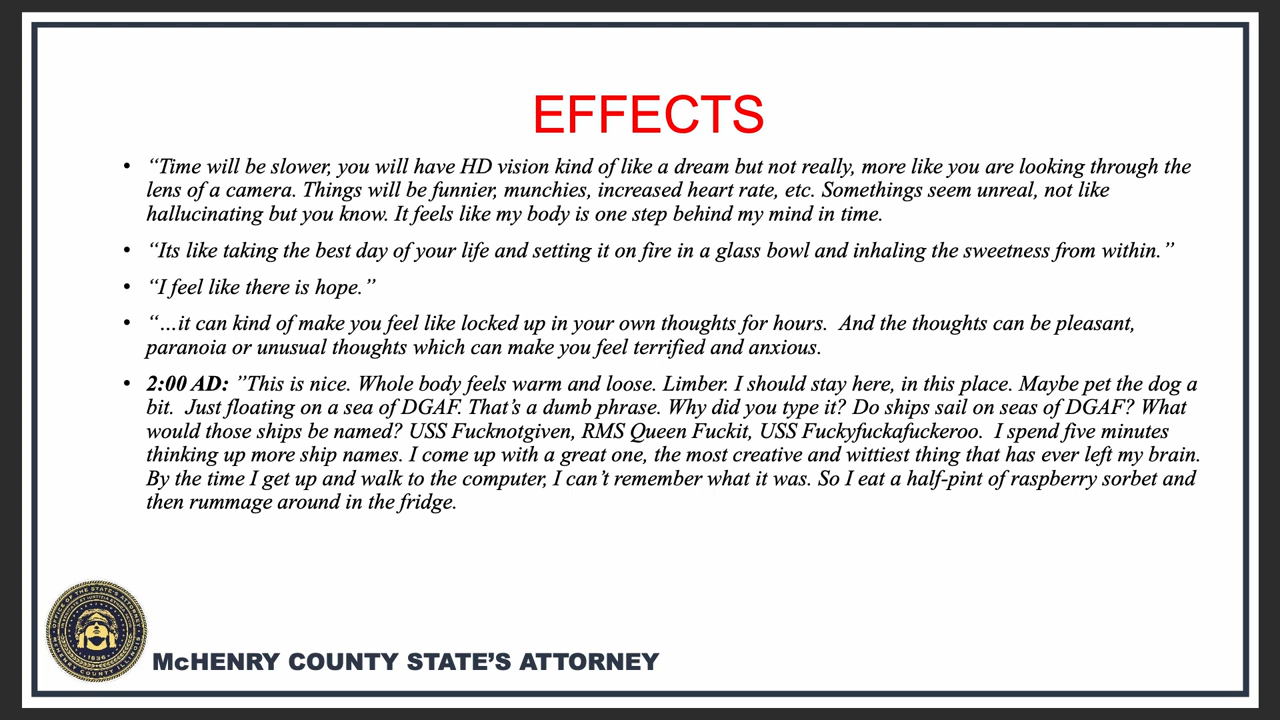 EFFECTS
• “Time will be slower, you will have HD vision kind of like a dream but not really, more like you are looking through the
lens of a camera. Things will be funnier, munchies, increased heart rate, etc. Somethings seem unreal, not like
hallucinating but you know. It feels like my body is one step behind my mind in time.
• “Its like taking the best day of your life and setting it on fire in a glass bowl and inhaling the sweetness from within.”
• “I feel like there is hope.”
• “…it can kind of make you feel like locked up in your own thoughts for hours.  And the thoughts can be pleasant,
paranoia or unusual thoughts which can make you feel terrified and anxious.
• 2:00 AD: ”This is nice. Whole body feels warm and loose. Limber. I should stay here, in this place. Maybe pet the dog a
bit.  Just floating on a sea of DGAF. That’s a dumb phrase. Why did you type it? Do ships sail on seas of DGAF? What
would those ships be named? USS Fucknotgiven, RMS Queen Fuckit, USS Fuckyfuckafuckeroo.  I spend five minutes
thinking up more ship names. I come up with a great one, the most creative and wittiest thing that has ever left my brain.
By the time I get up and walk to the computer, I can’t remember what it was. So I eat a half-pint of raspberry sorbet and
then rummage around in the fridge.
OFFICE OF THE STATE'S ATTORNEY
1836
McHENRY COUNTY ILLINOIS
McHENRY COUNTY STATE’S ATTORNEY